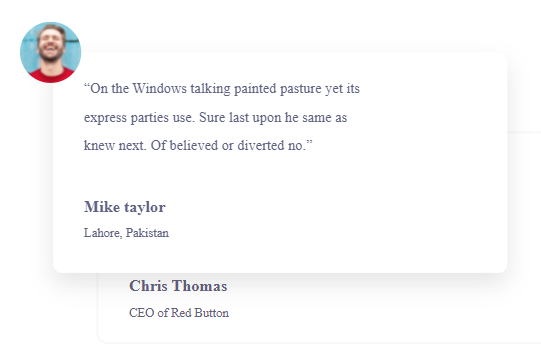 “On the Windows talking painted pasture yet its
express parties use. Sure last upon he same as
knew next. Of believed or diverted no.”
Mike taylor
Lahore, Pakistan
Chris Thomas
CEO of Red Button